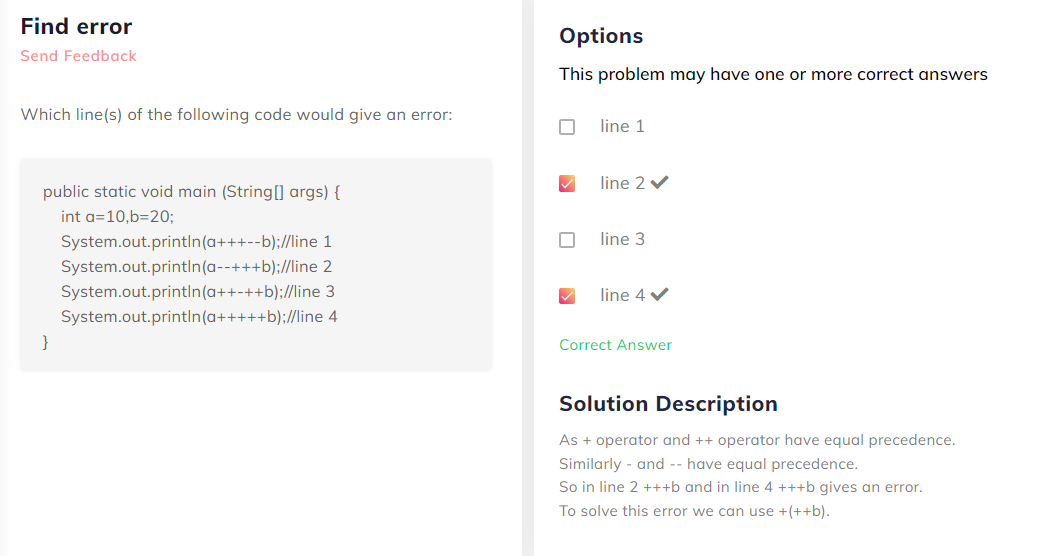 Find error
Send Feedback
Which line(s) of the following code would give an error:
public static void main (String[] args) {
int a=10,b=20;
System.out.println(a+++--b);//line 1
System.out.println(a--+++b);//line 2
System.out.println(a++-++b);//line 3
System.out.println(a+++++b);//line 4
}
Options
This problem may have one or more correct answers
line 1
line 2
line 3
line 4
Correct Answer
Solution Description
As + operator and ++ operator have equal precedence.
Similarly - and -- have equal precedence.
So in line 2 +++b and in line 4 +++b gives an error.
To solve this error we can use +(++b).